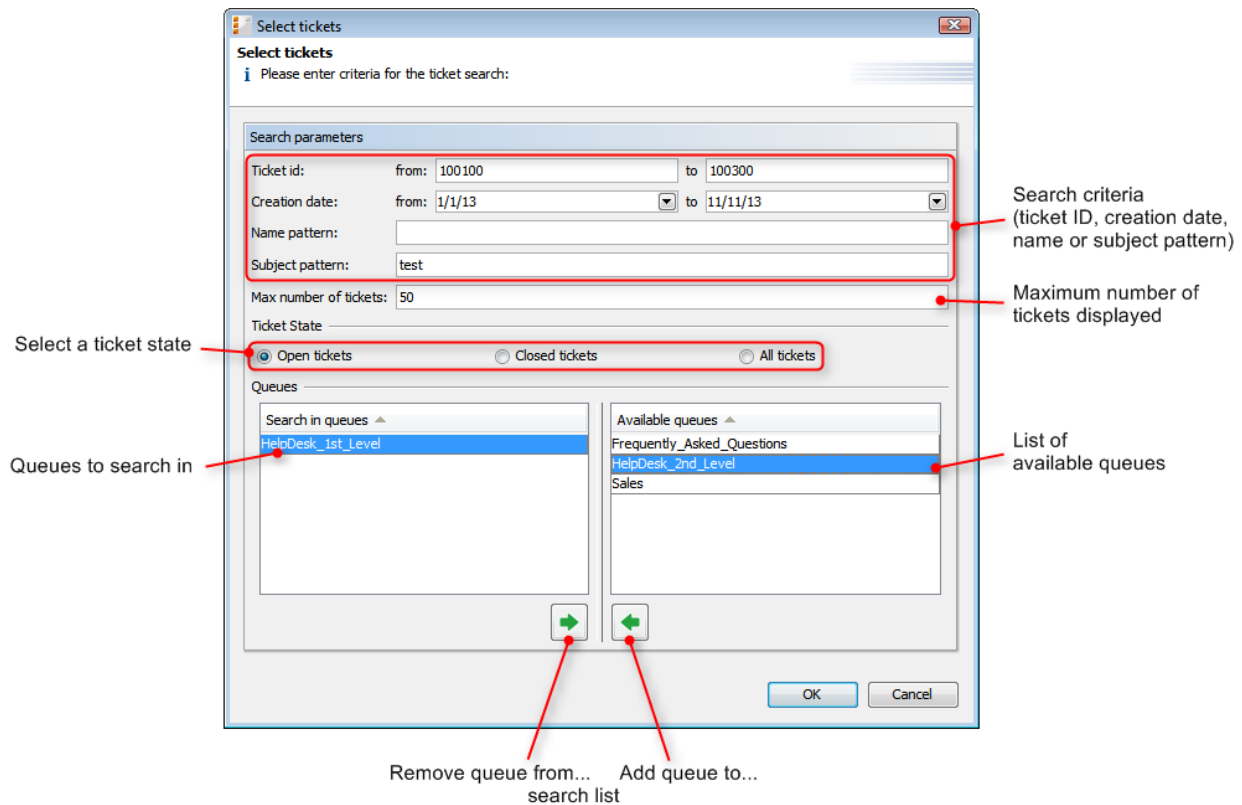 Select tickets
Select tickets
i Please enter criteria for the ticket search:
Search parameters
Ticket id: from: 100100 to 100300
Creation date: from: 1/1/13 to 11/11/13
Name pattern:
Subject pattern: test
Max number of tickets: 50
Ticket State
Open tickets Closed tickets All tickets
Queues
Search in queues Available queues
HelpDesk_1st_Level Frequently_Asked_Questions
HelpDesk_2nd_Level
Sales
OK Cancel
Search criteria
(ticket ID, creation date,
name or subject pattern)
Maximum number of
tickets displayed
Select a ticket state
Queues to search in
List of
available queues
Remove queue from... Add queue to...
search list